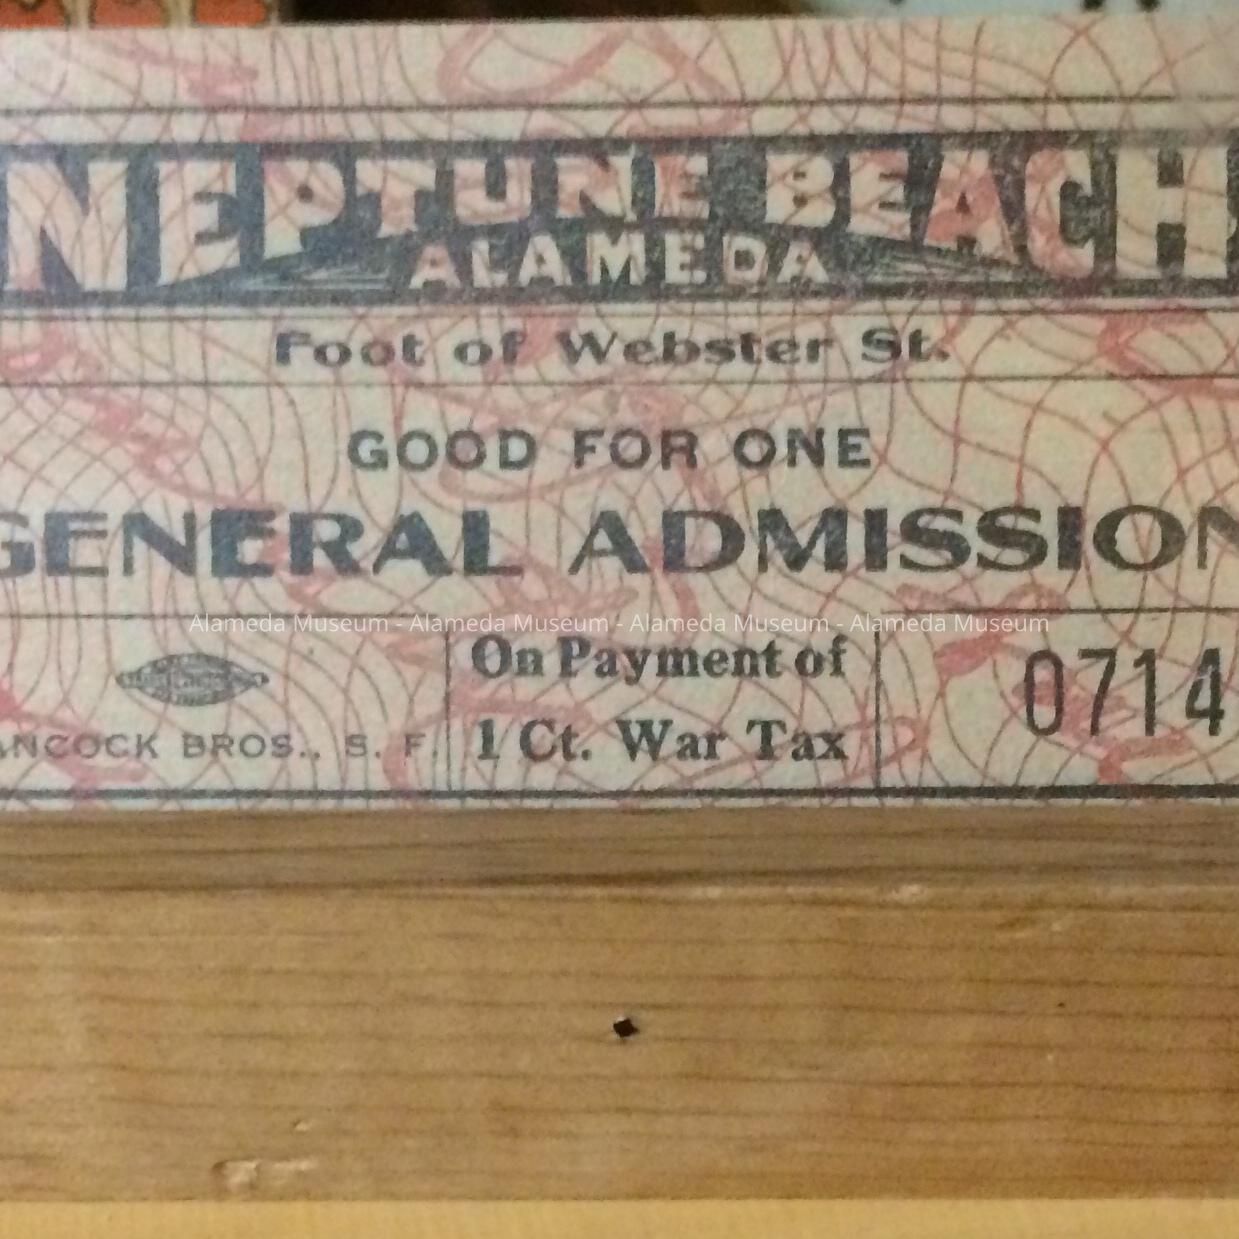 NEPTUNE BEACH
ALAMEDA
Foot of Webster St.
GOOD FOR ONE
GENERAL ADMISSION
Alameda Museum - Alameda Museum - Alameda Museum - Alameda Museum
On Payment of
1 Ct. War Tax
ANCOCK BROS., S. F.
0714